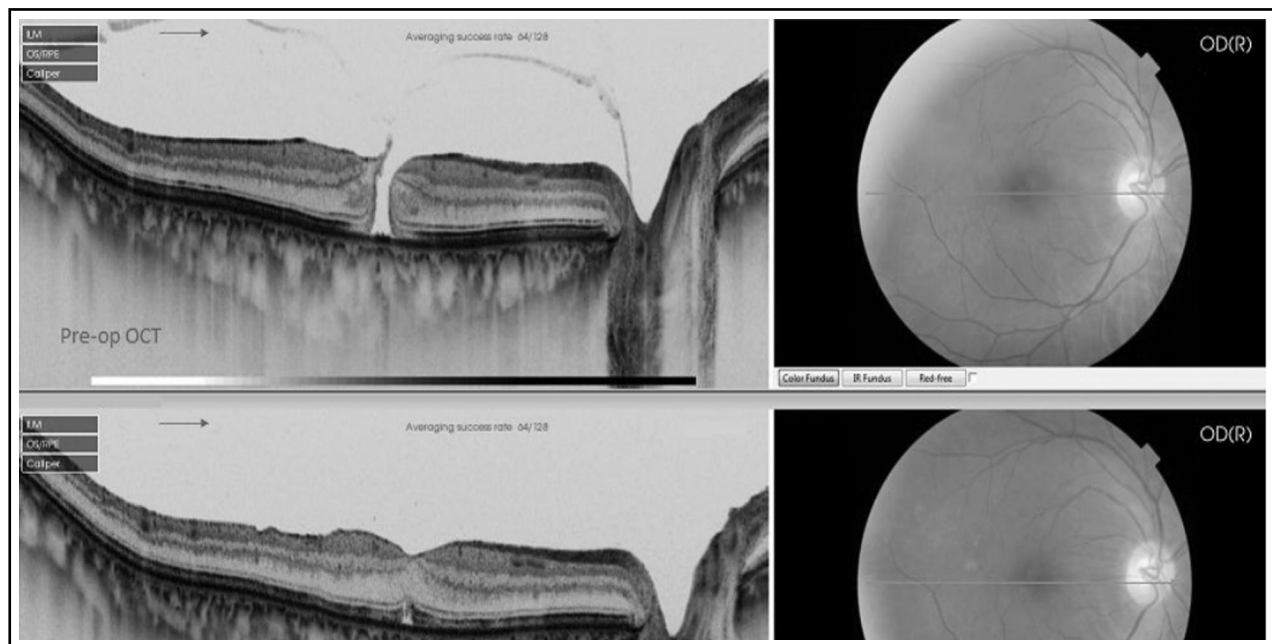 ILM
OS/RPE
Caliper
Averaging success rate 64/128
OD(R)
Pre-op OCT
Color Fundus
IR Fundus
Red-free
ILM
OS/RPE
Caliper
Averaging success rate 64/128
OD(R)